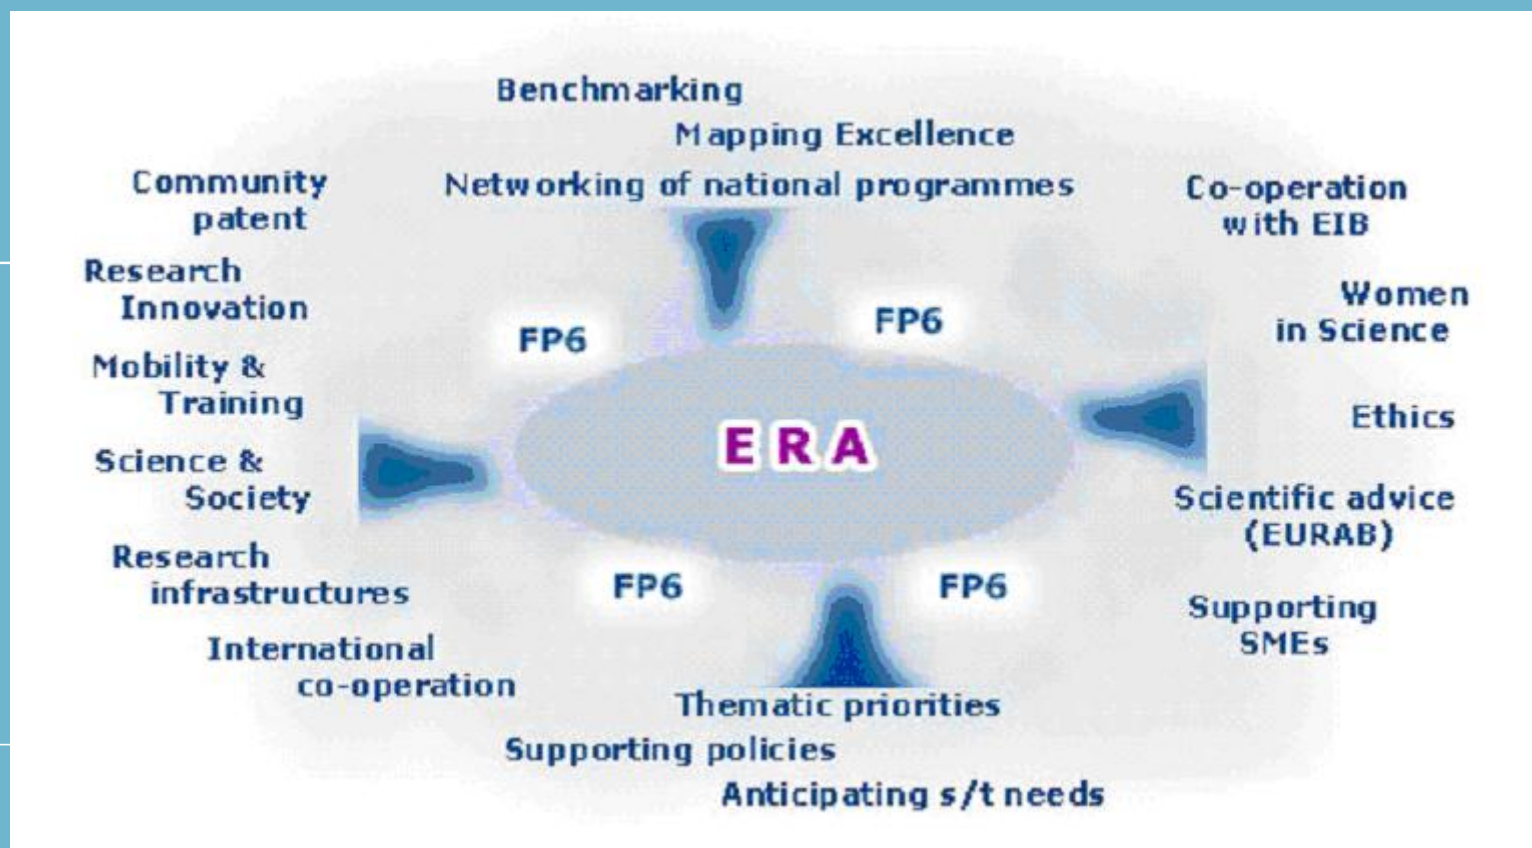 Benchmarking
Mapping Excellence
Networking of national programmes
Community
patent
Research
Innovation
Mobility &
Training
Science &
Society
Research
infrastructures
International
co-operation
Co-operation
with EIB
Women
in Science
Ethics
Scientific advice
(EURAB)
Supporting
SMEs
FP6
FP6
ERA
FP6
FP6
Thematic priorities
Supporting policies
Anticipating s/t needs